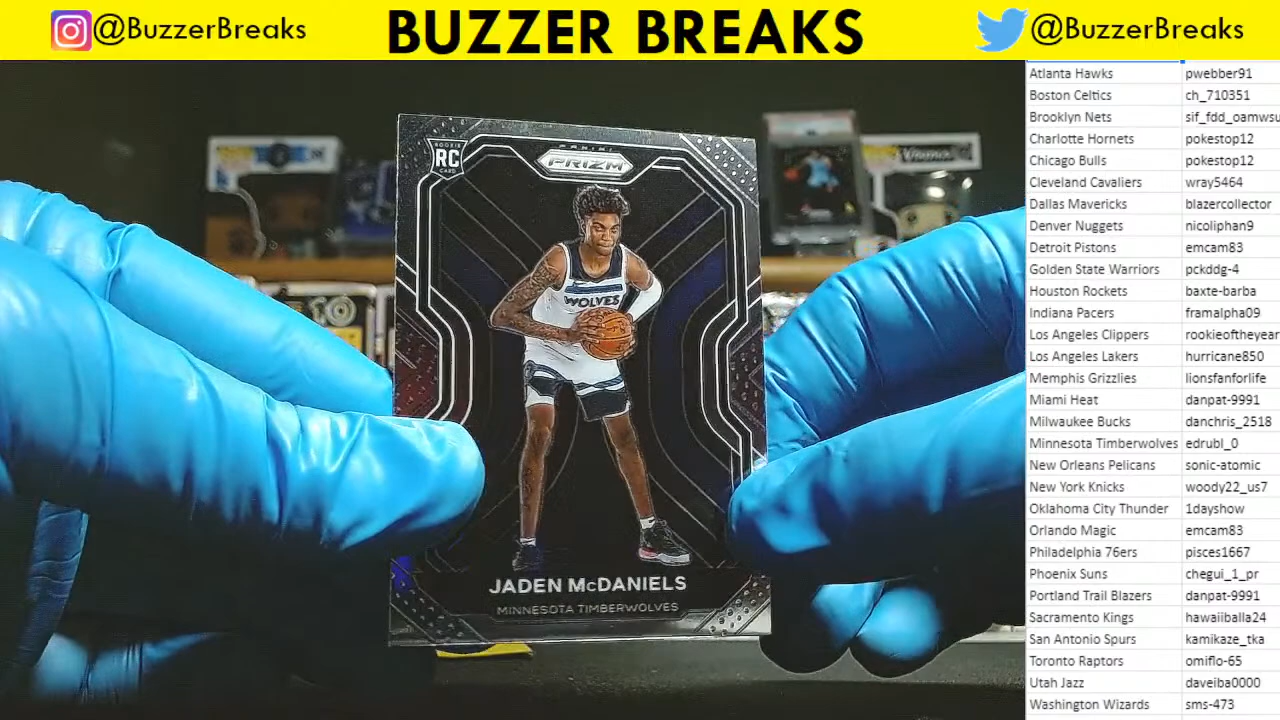 @BuzzerBreaks
BUZZER BREAKS
@BuzzerBreaks
ROOKIE
RC
CARD
PANINI
PRIZM
WOLVES
JADEN McDANIELS
MINNESOTA TIMBERWOLVES
Atlanta Hawks pwebber91
Boston Celtics ch_710351
Brooklyn Nets sif_fdd_oamwsu
Charlotte Hornets pokestop12
Chicago Bulls pokestop12
Cleveland Cavaliers wray5464
Dallas Mavericks blazercollector
Denver Nuggets nicoliphan9
Detroit Pistons emcam83
Golden State Warriors pckddg-4
Houston Rockets baxte-barba
Indiana Pacers framalpha09
Los Angeles Clippers rookieoftheyear
Los Angeles Lakers hurricane850
Memphis Grizzlies lionsfanforlife
Miami Heat danpat-9991
Milwaukee Bucks danchris_2518
Minnesota Timberwolves edrubl_0
New Orleans Pelicans sonic-atomic
New York Knicks woody22_us7
Oklahoma City Thunder 1dayshow
Orlando Magic emcam83
Philadelphia 76ers pisces1667
Phoenix Suns chegui_1_pr
Portland Trail Blazers danpat-9991
Sacramento Kings hawaiiballa24
San Antonio Spurs kamikaze_tka
Toronto Raptors omiflo-65
Utah Jazz daveiba0000
Washington Wizards sms-473